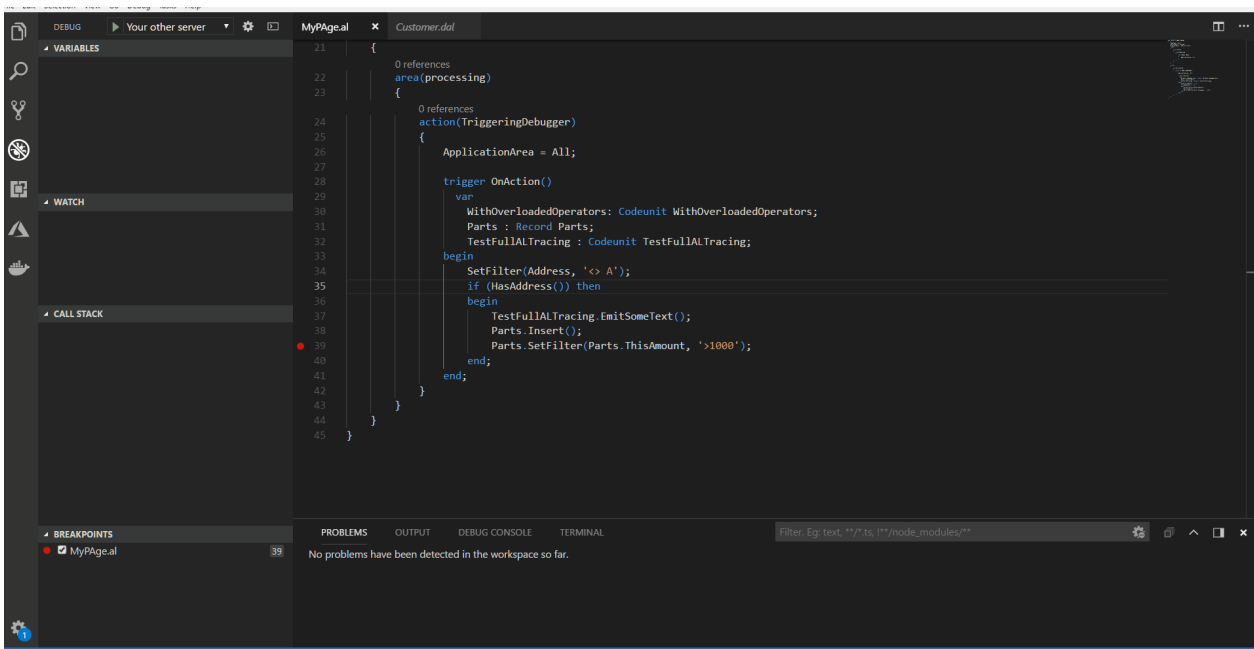 DEBUG Your other server
MyPAge.al × Customer.dal
VARIABLES
WATCH
CALL STACK
BREAKPOINTS
MyPAge.al 39
21 {
0 references
22 area(processing)
23 {
0 references
24 action(TriggeringDebugger)
25 {
26 ApplicationArea = All;
27
28 trigger OnAction()
29 var
30 WithOverloadedOperators: Codeunit WithOverloadedOperators;
31 Parts : Record Parts;
32 TestFullALTracing : Codeunit TestFullALTracing;
33 begin
34 SetFilter(Address, '<> A');
35 if (HasAddress()) then
36 begin
37 TestFullALTracing.EmitSomeText();
38 Parts.Insert();
39 Parts.SetFilter(Parts.ThisAmount, '>1000');
40 end;
41 end;
42 }
43 }
44 }
45 }
PROBLEMS OUTPUT DEBUG CONSOLE TERMINAL
Filter. Eg: text, **/*.ts, !**/node_modules/**
No problems have been detected in the workspace so far.
1